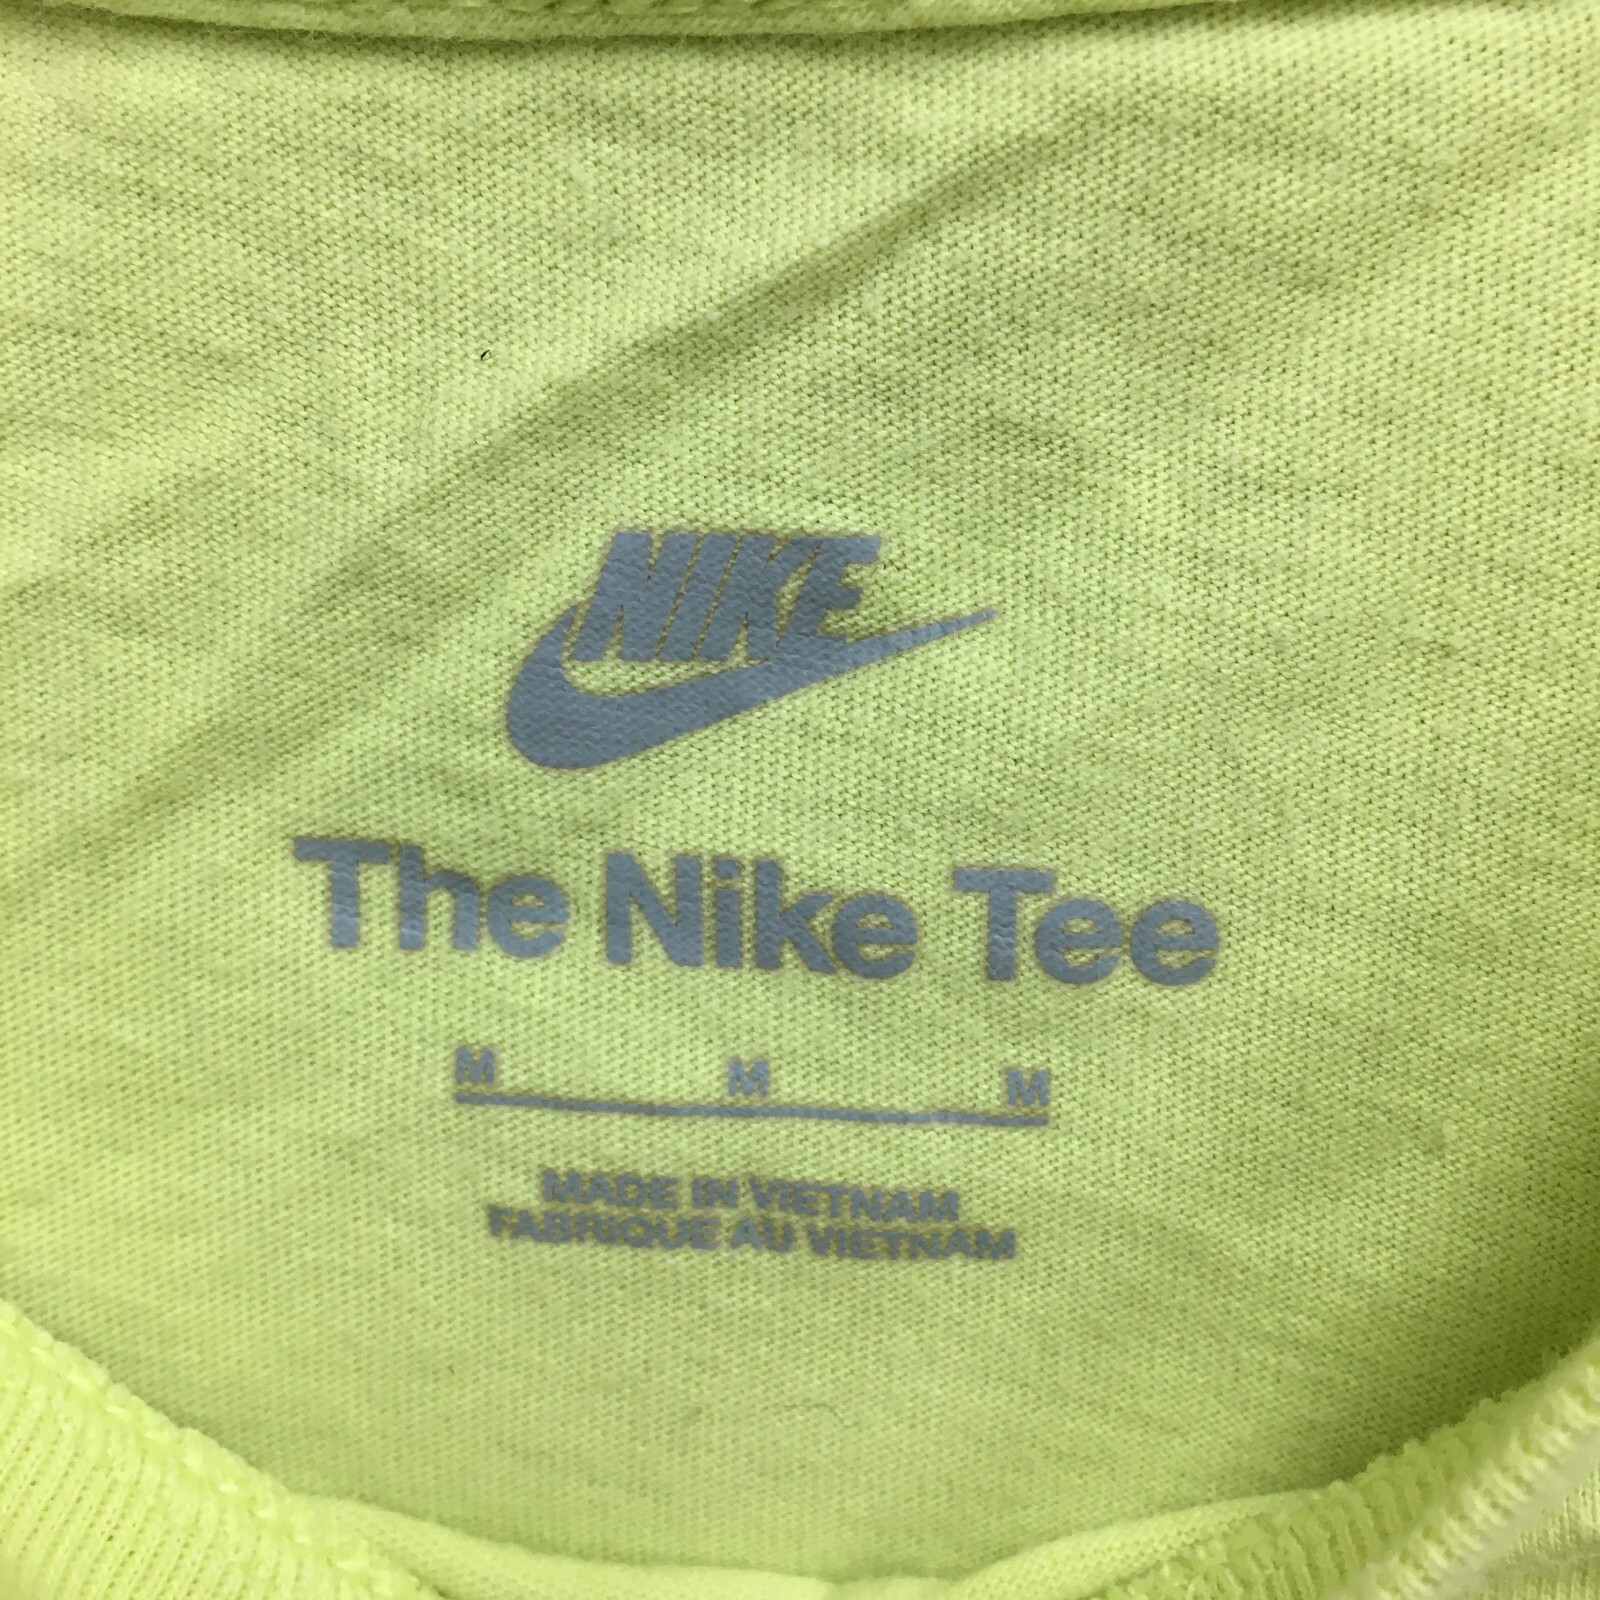 NIKE
The Nike Tee
M M M
MADE IN VIETNAM
FABRIQUE AU VIETNAM